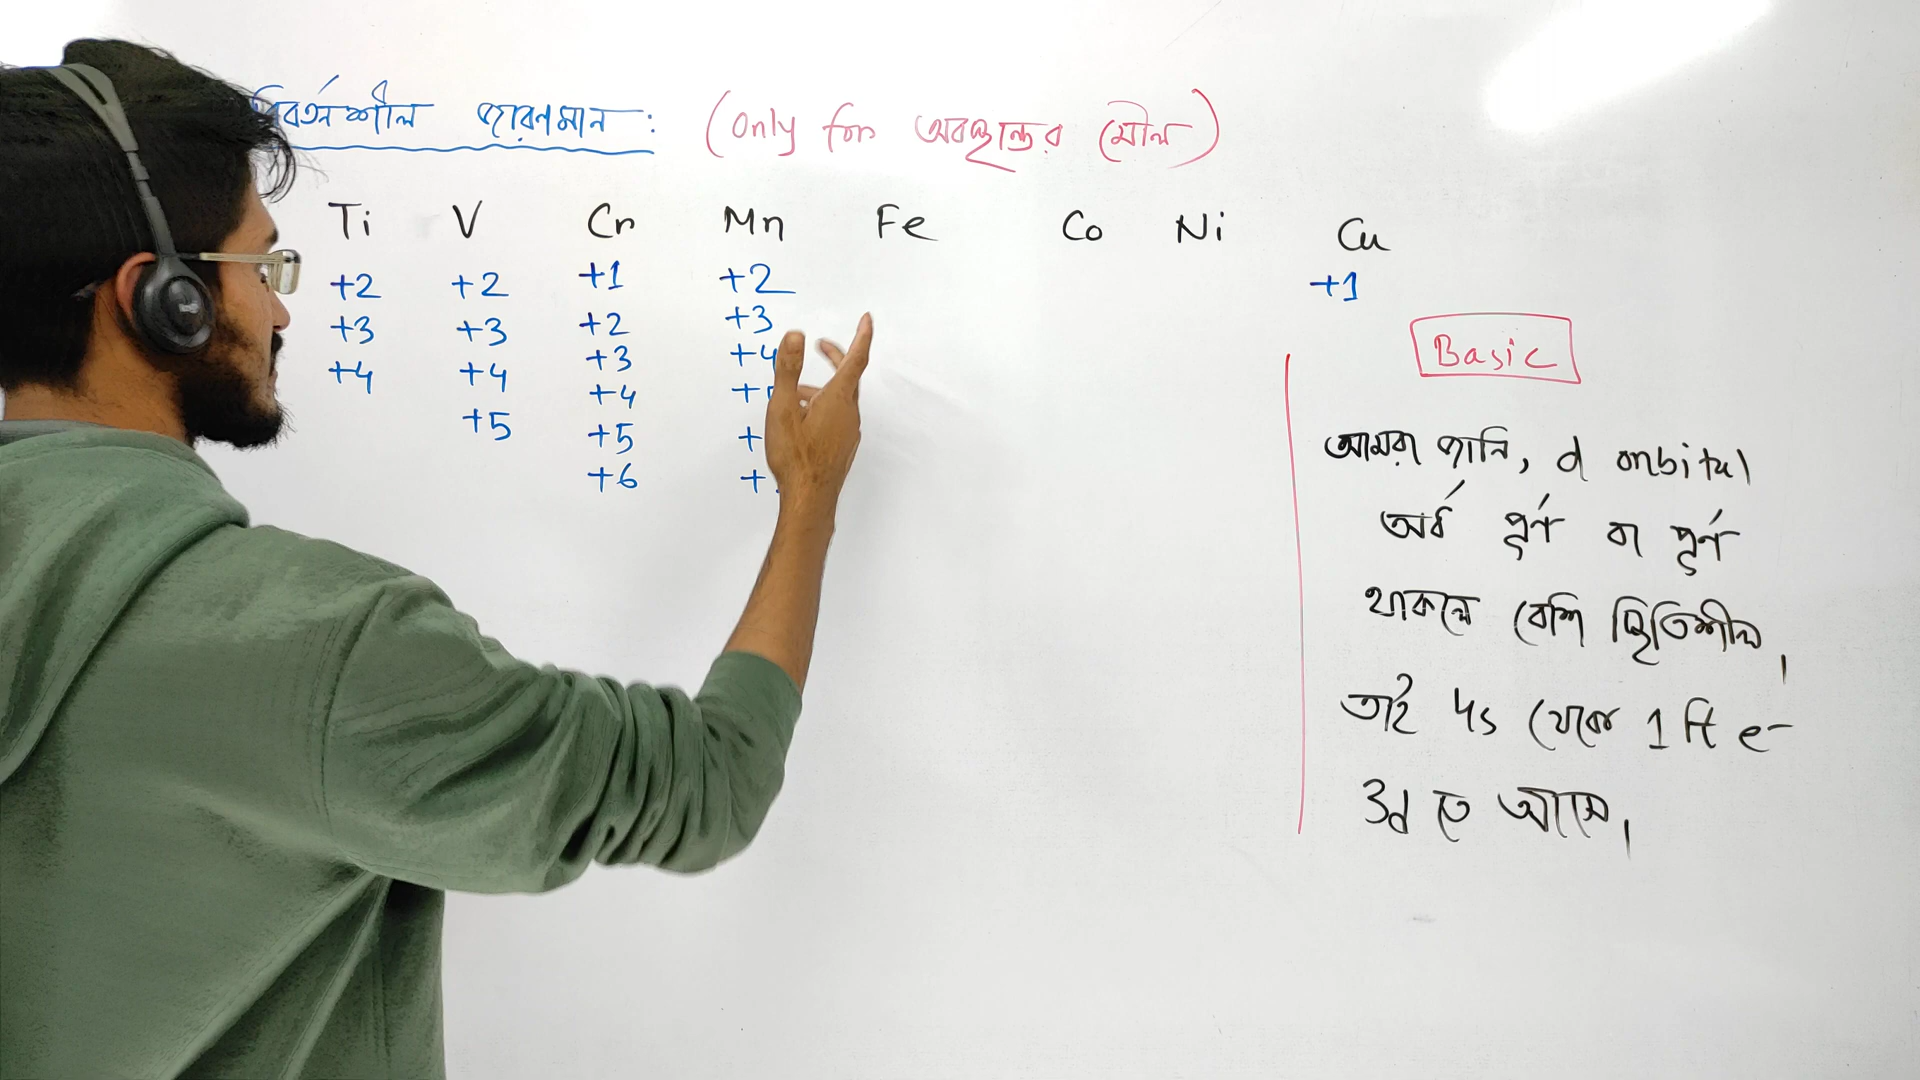 বর্তনশীল জারণমান : (only for অবস্থান্তর মৌল)
Ti V Cr Mn Fe Co Ni Cu
+2 +2 +1 +2 +1
+3 +3 +2 +3
+4 +4 +3 +4
+5 +4
+5
+6
Basic
আমরা জানি, d orbital
অর্ধ পূর্ণ বা পূর্ণ
থাকলে বেশি স্থিতিশীল,
তাই 4s থেকে 1 টি e-
3d তে আসে।